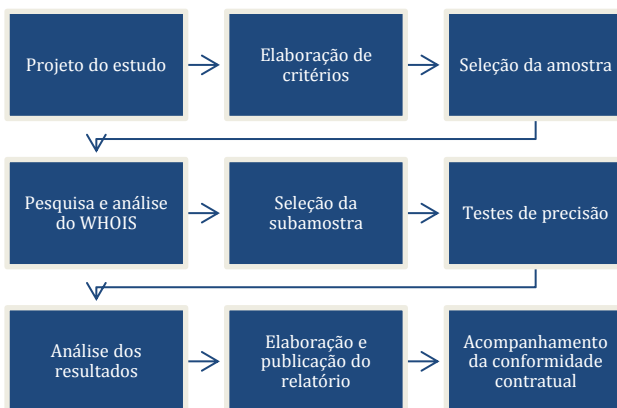 Projeto do estudo
Elaboração de
critérios
Seleção da amostra
Pesquisa e análise
do WHOIS
Seleção da
subamostra
Testes de precisão
Análise dos
resultados
Elaboração e
publicação do
relatório
Acompanhamento
da conformidade
contratual